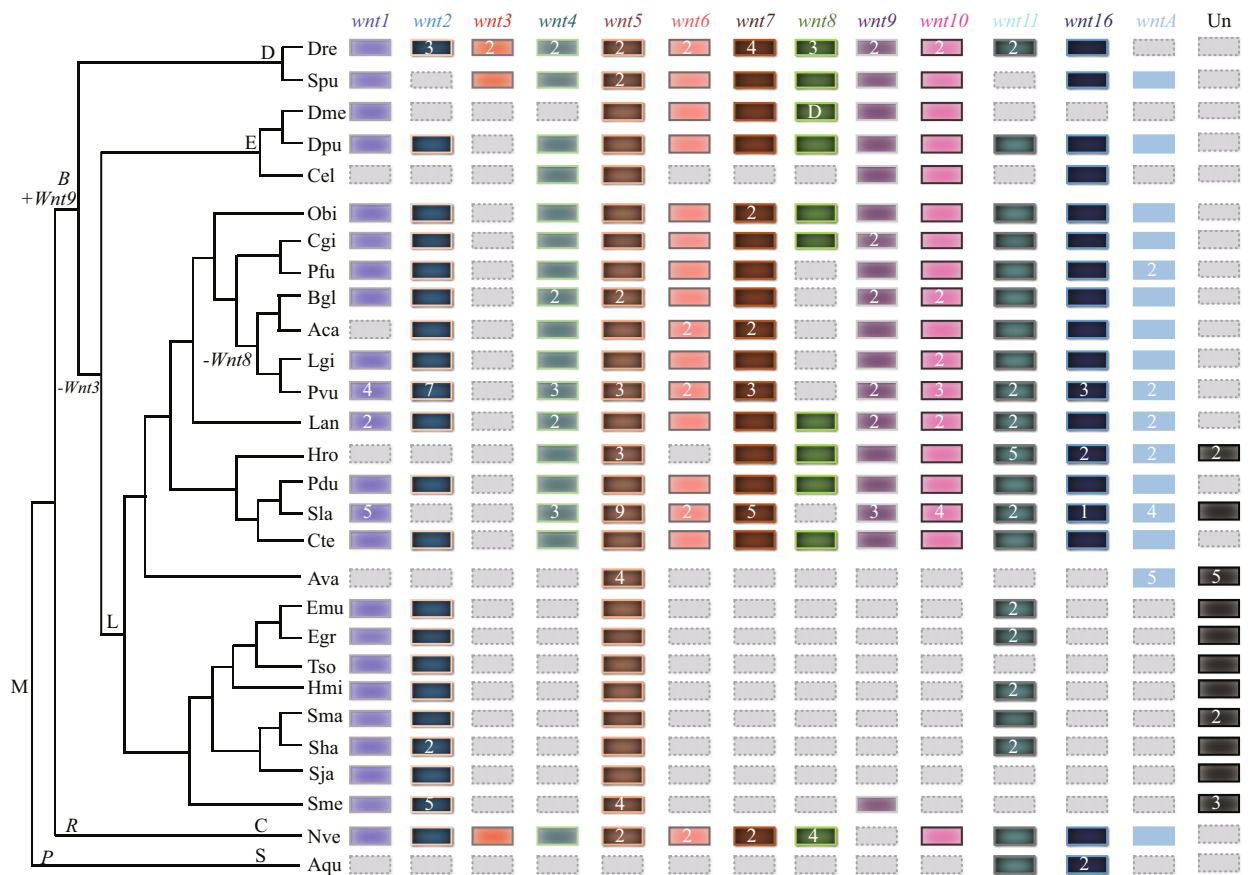 wnt1 wnt2 wnt3 wnt4 wnt5 wnt6 wnt7 wnt8 wnt9 wnt10 wnt11 wnt16 wntA Un
D Dre 3 2 2 2 2 4 3 2 2 2
Spu 2
Dme D
E Dpu
B
Cel
+Wnt9
Obi 2
Cgi 2
Pfu 2
Bgl 2 2 2 2
Aca 2 2
-Wnt8 Lgi 2
-Wnt3 Pvu 4 7 3 3 2 3 2 3 2 3 2
Lan 2 2 2 2 2
Hro 3 5 2 2 2
Pdu
Sla 5 3 9 2 5 3 4 2 1 4
Cte
Ava 4 5 5
Emu 2
L
Egr 2
Tso
M Hmi 2
Sma 2
Sha 2 2
Sja
Sme 5 4 3
R C Nve 2 2 2 4
P S Aqu 2